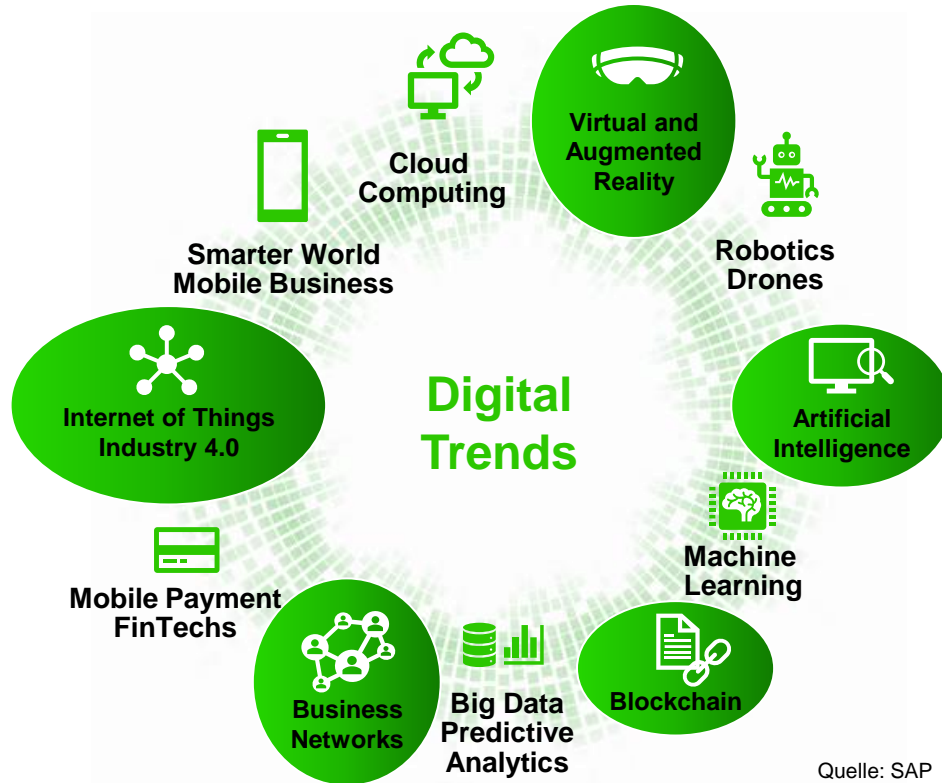 Cloud
Computing
Virtual and
Augmented
Reality
Smarter World
Mobile Business
Robotics
Drones
Digital
Trends
Internet of Things
Industry 4.0
Artificial
Intelligence
Machine
Learning
Mobile Payment
FinTechs
Business
Networks
Big Data
Predictive
Analytics
Blockchain
Quelle: SAP